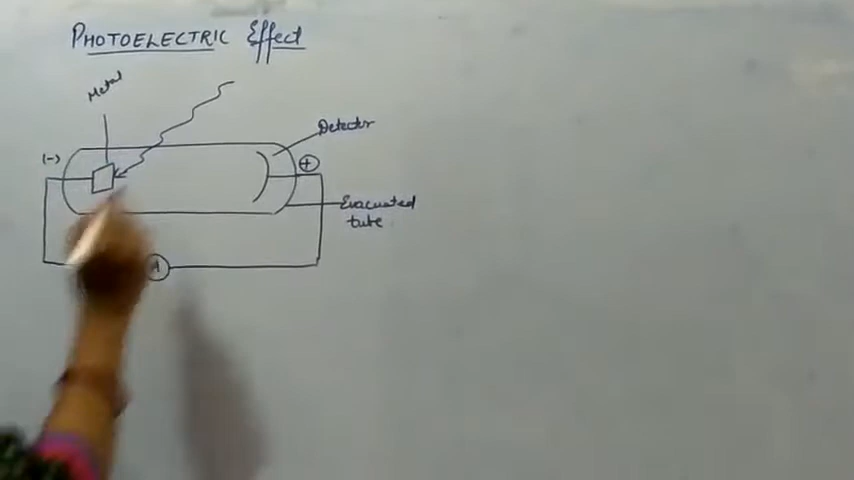 PHOTOELECTRIC Effect
Metal
Detector
(-)
+
Evacuated
tube
A